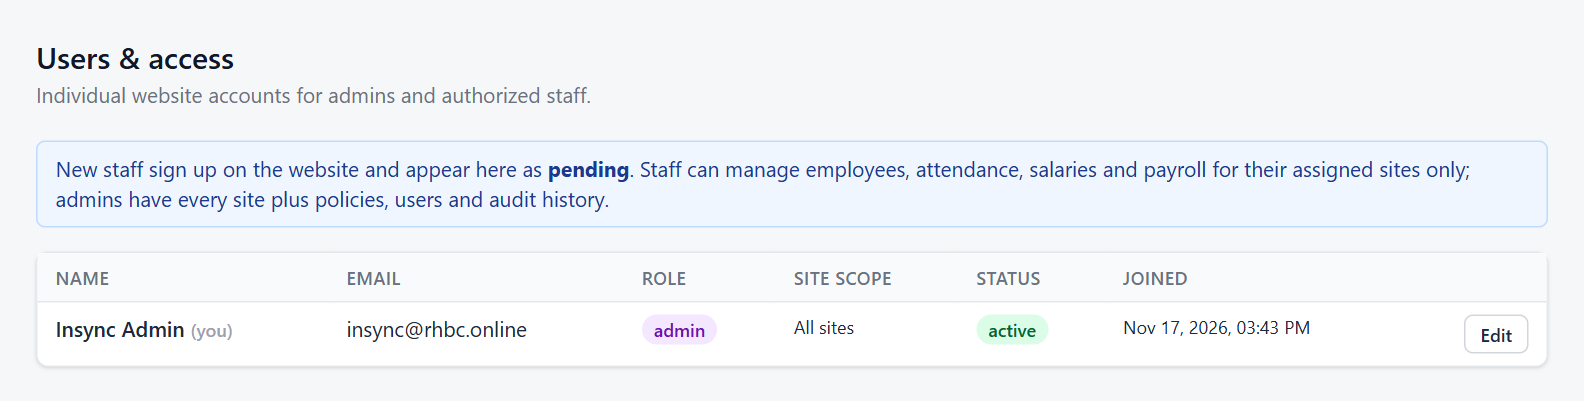 Users & access
Individual website accounts for admins and authorized staff.
New staff sign up on the website and appear here as pending. Staff can manage employees, attendance, salaries and payroll for their assigned sites only;
admins have every site plus policies, users and audit history.
NAME EMAIL ROLE SITE SCOPE STATUS JOINED
Insync Admin (you) insync@rhbc.online admin All sites active Nov 17, 2026, 03:43 PM Edit